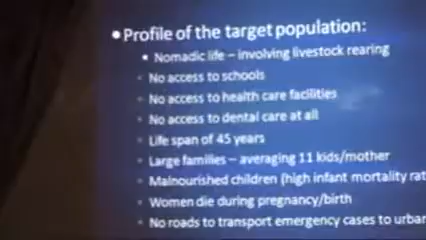 • Profile of the target population:
• Nomadic life – involving livestock rearing
• No access to schools
• No access to health care facilities
• No access to dental care at all
• Life span of 45 years
• Large families – averaging 11 kids/mother
• Malnourished children (high infant mortality rat
• Women die during pregnancy/birth
• No roads to transport emergency cases to urba